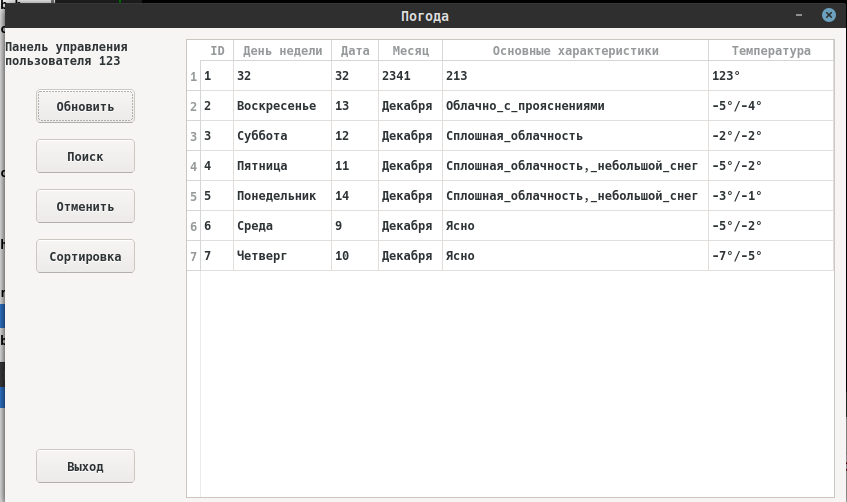 Погода
Панель управления
пользователя 123
Обновить
Поиск
Отменить
Сортировка
Выход
ID День недели Дата Месяц Основные характеристики Температура
1 1 32 32 2341 213 123°
2 2 Воскресенье 13 Декабря Облачно_с_прояснениями -5°/-4°
3 3 Суббота 12 Декабря Сплошная_облачность -2°/-2°
4 4 Пятница 11 Декабря Сплошная_облачность,_небольшой_снег -5°/-2°
5 5 Понедельник 14 Декабря Сплошная_облачность,_небольшой_снег -3°/-1°
6 6 Среда 9 Декабря Ясно -5°/-2°
7 7 Четверг 10 Декабря Ясно -7°/-5°